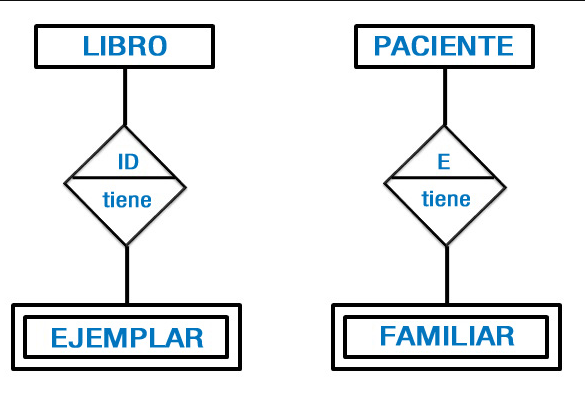 LIBRO
ID
tiene
EJEMPLAR
PACIENTE
E
tiene
FAMILIAR